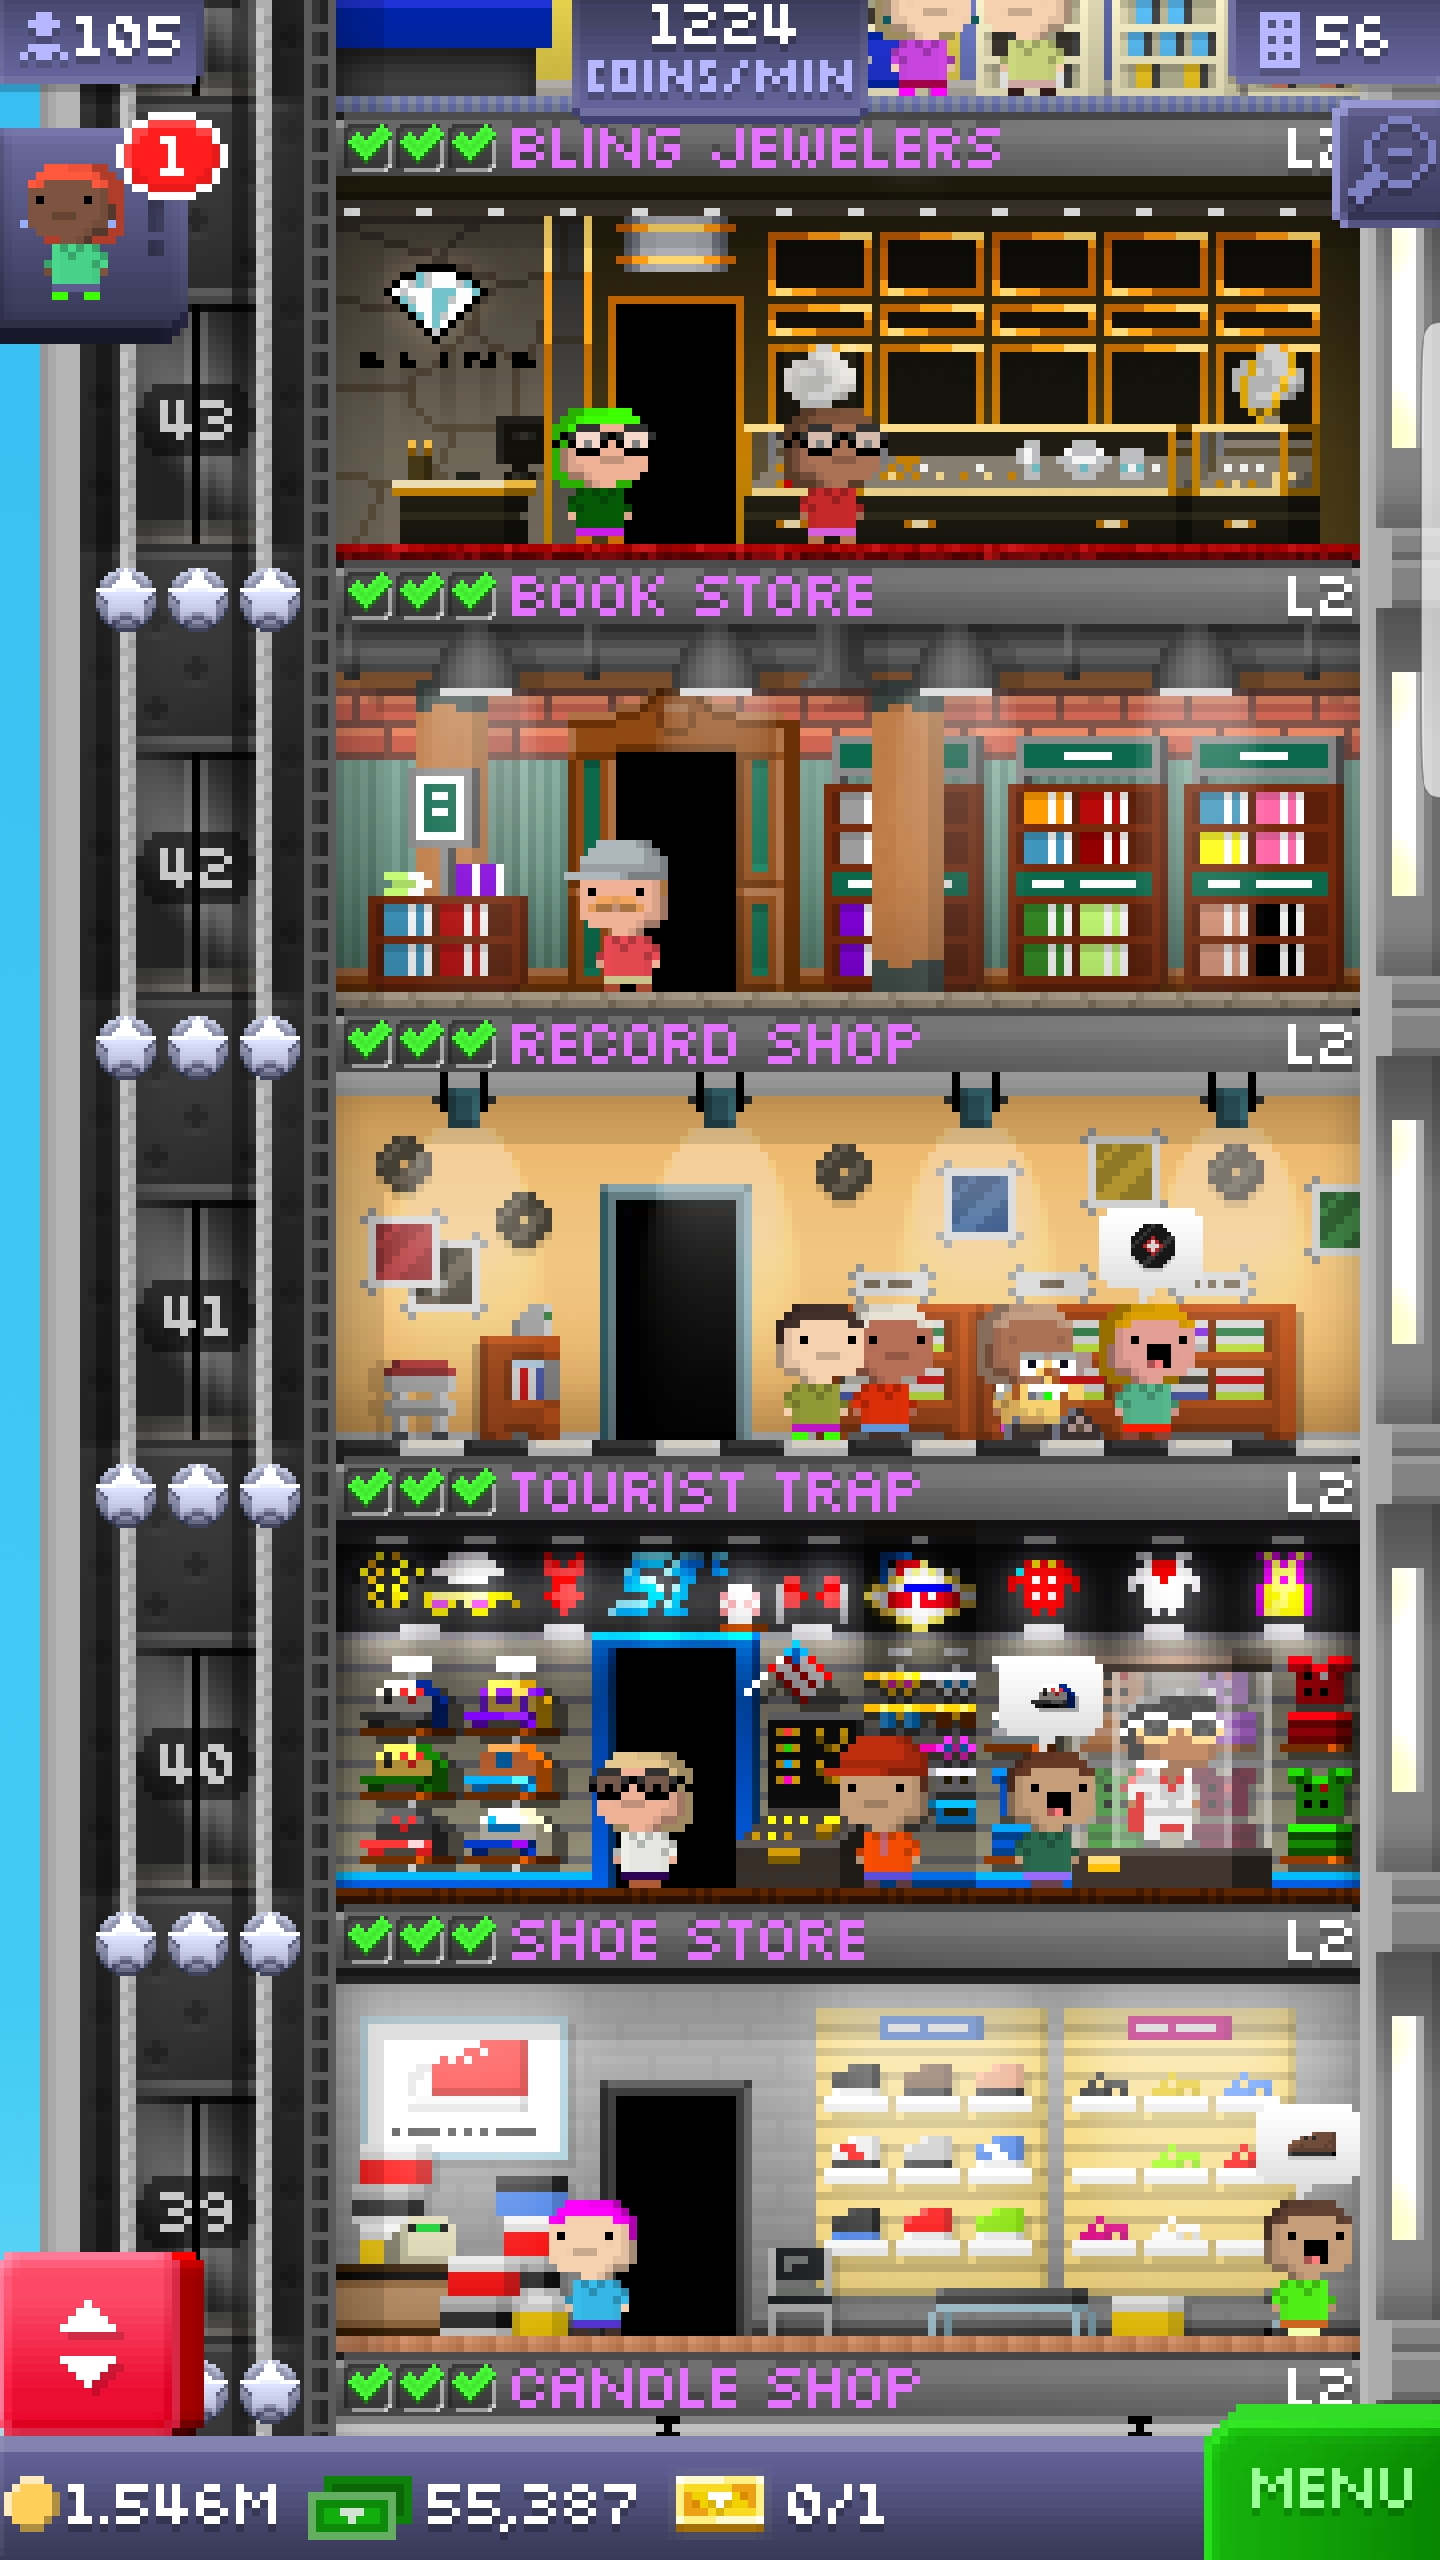 105
1224
COINS/MIN
56
1
BLING JEWELERS
BLING
43
BOOK STORE L2
42
RECORD SHOP L2
41
TOURIST TRAP L2
40
SHOE STORE L2
39
CANDLE SHOP L2
1.546M 55,387 0/1 MENU